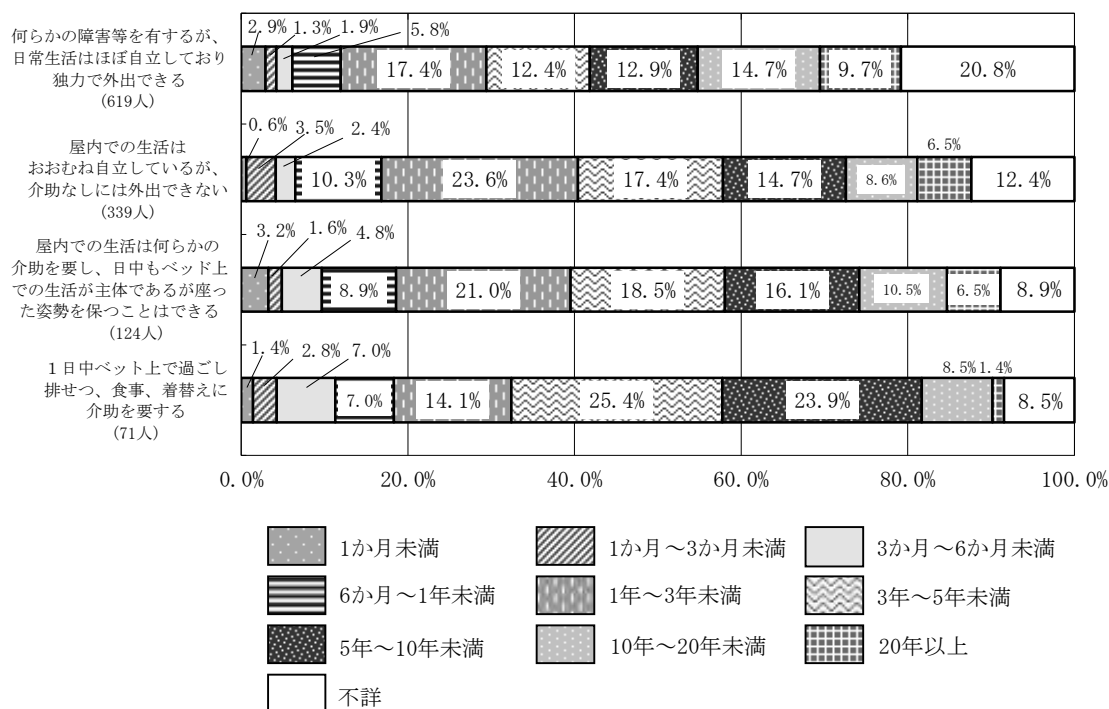 何らかの障害等を有するが、
日常生活はほぼ自立しており
独力で外出できる
(619人)
2.9% 1.3% 1.9% 5.8%
17.4% 12.4% 12.9% 14.7% 9.7% 20.8%
屋内での生活は
おおむね自立しているが、
介助なしには外出できない
(339人)
0.6% 3.5% 2.4% 6.5%
10.3% 23.6% 17.4% 14.7% 8.6% 12.4%
屋内での生活は何らかの
介助を要し、日中もベッド上
での生活が主体であるが座っ
た姿勢を保つことはできる
(124人)
3.2% 1.6% 4.8%
8.9% 21.0% 18.5% 16.1% 10.5% 6.5% 8.9%
１日中ベット上で過ごし
排せつ、食事、着替えに
介助を要する
(71人)
1.4% 2.8% 7.0% 8.5% 1.4%
7.0% 14.1% 25.4% 23.9% 8.5%
0.0% 20.0% 40.0% 60.0% 80.0% 100.0%
1か月未満 1か月～3か月未満 3か月～6か月未満
6か月～1年未満 1年～3年未満 3年～5年未満
5年～10年未満 10年～20年未満 20年以上
不詳